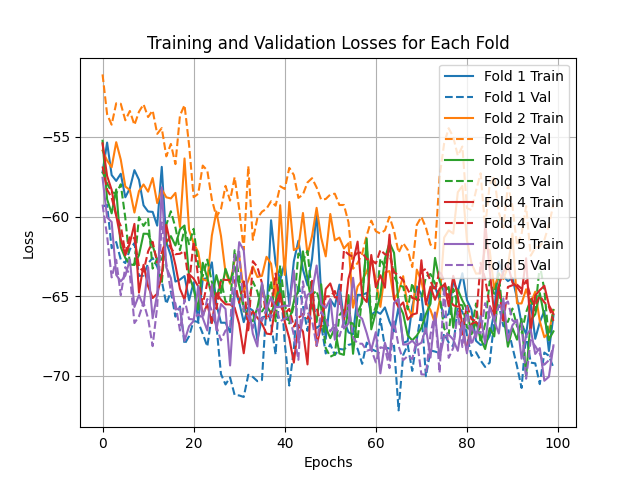 Training and Validation Losses for Each Fold
Fold 1 Train
Fold 1 Val
Fold 2 Train
Fold 2 Val
Fold 3 Train
Fold 3 Val
Fold 4 Train
Fold 4 Val
Fold 5 Train
Fold 5 Val
−55
−60
−65
−70
Loss
0
20
40
60
80
100
Epochs